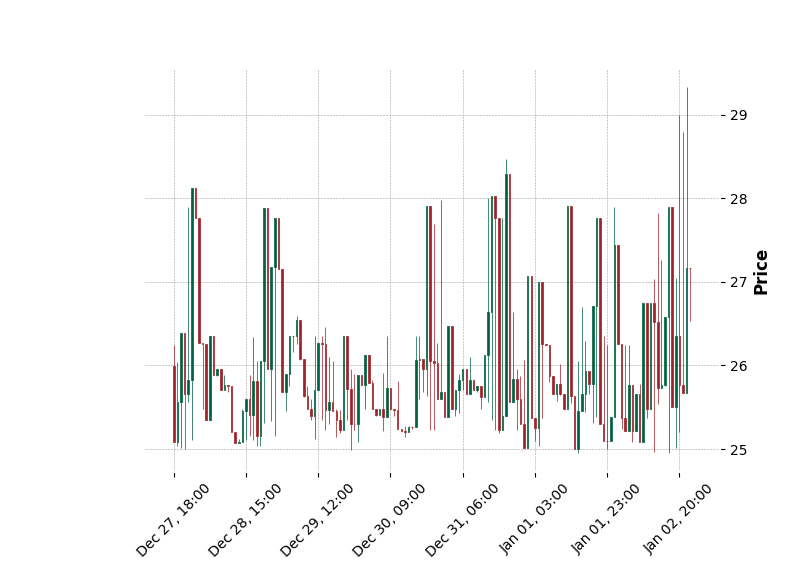 29
28
27
26
25
Price
Dec 27, 18:00
Dec 28, 15:00
Dec 29, 12:00
Dec 30, 09:00
Dec 31, 06:00
Jan 01, 03:00
Jan 01, 23:00
Jan 02, 20:00